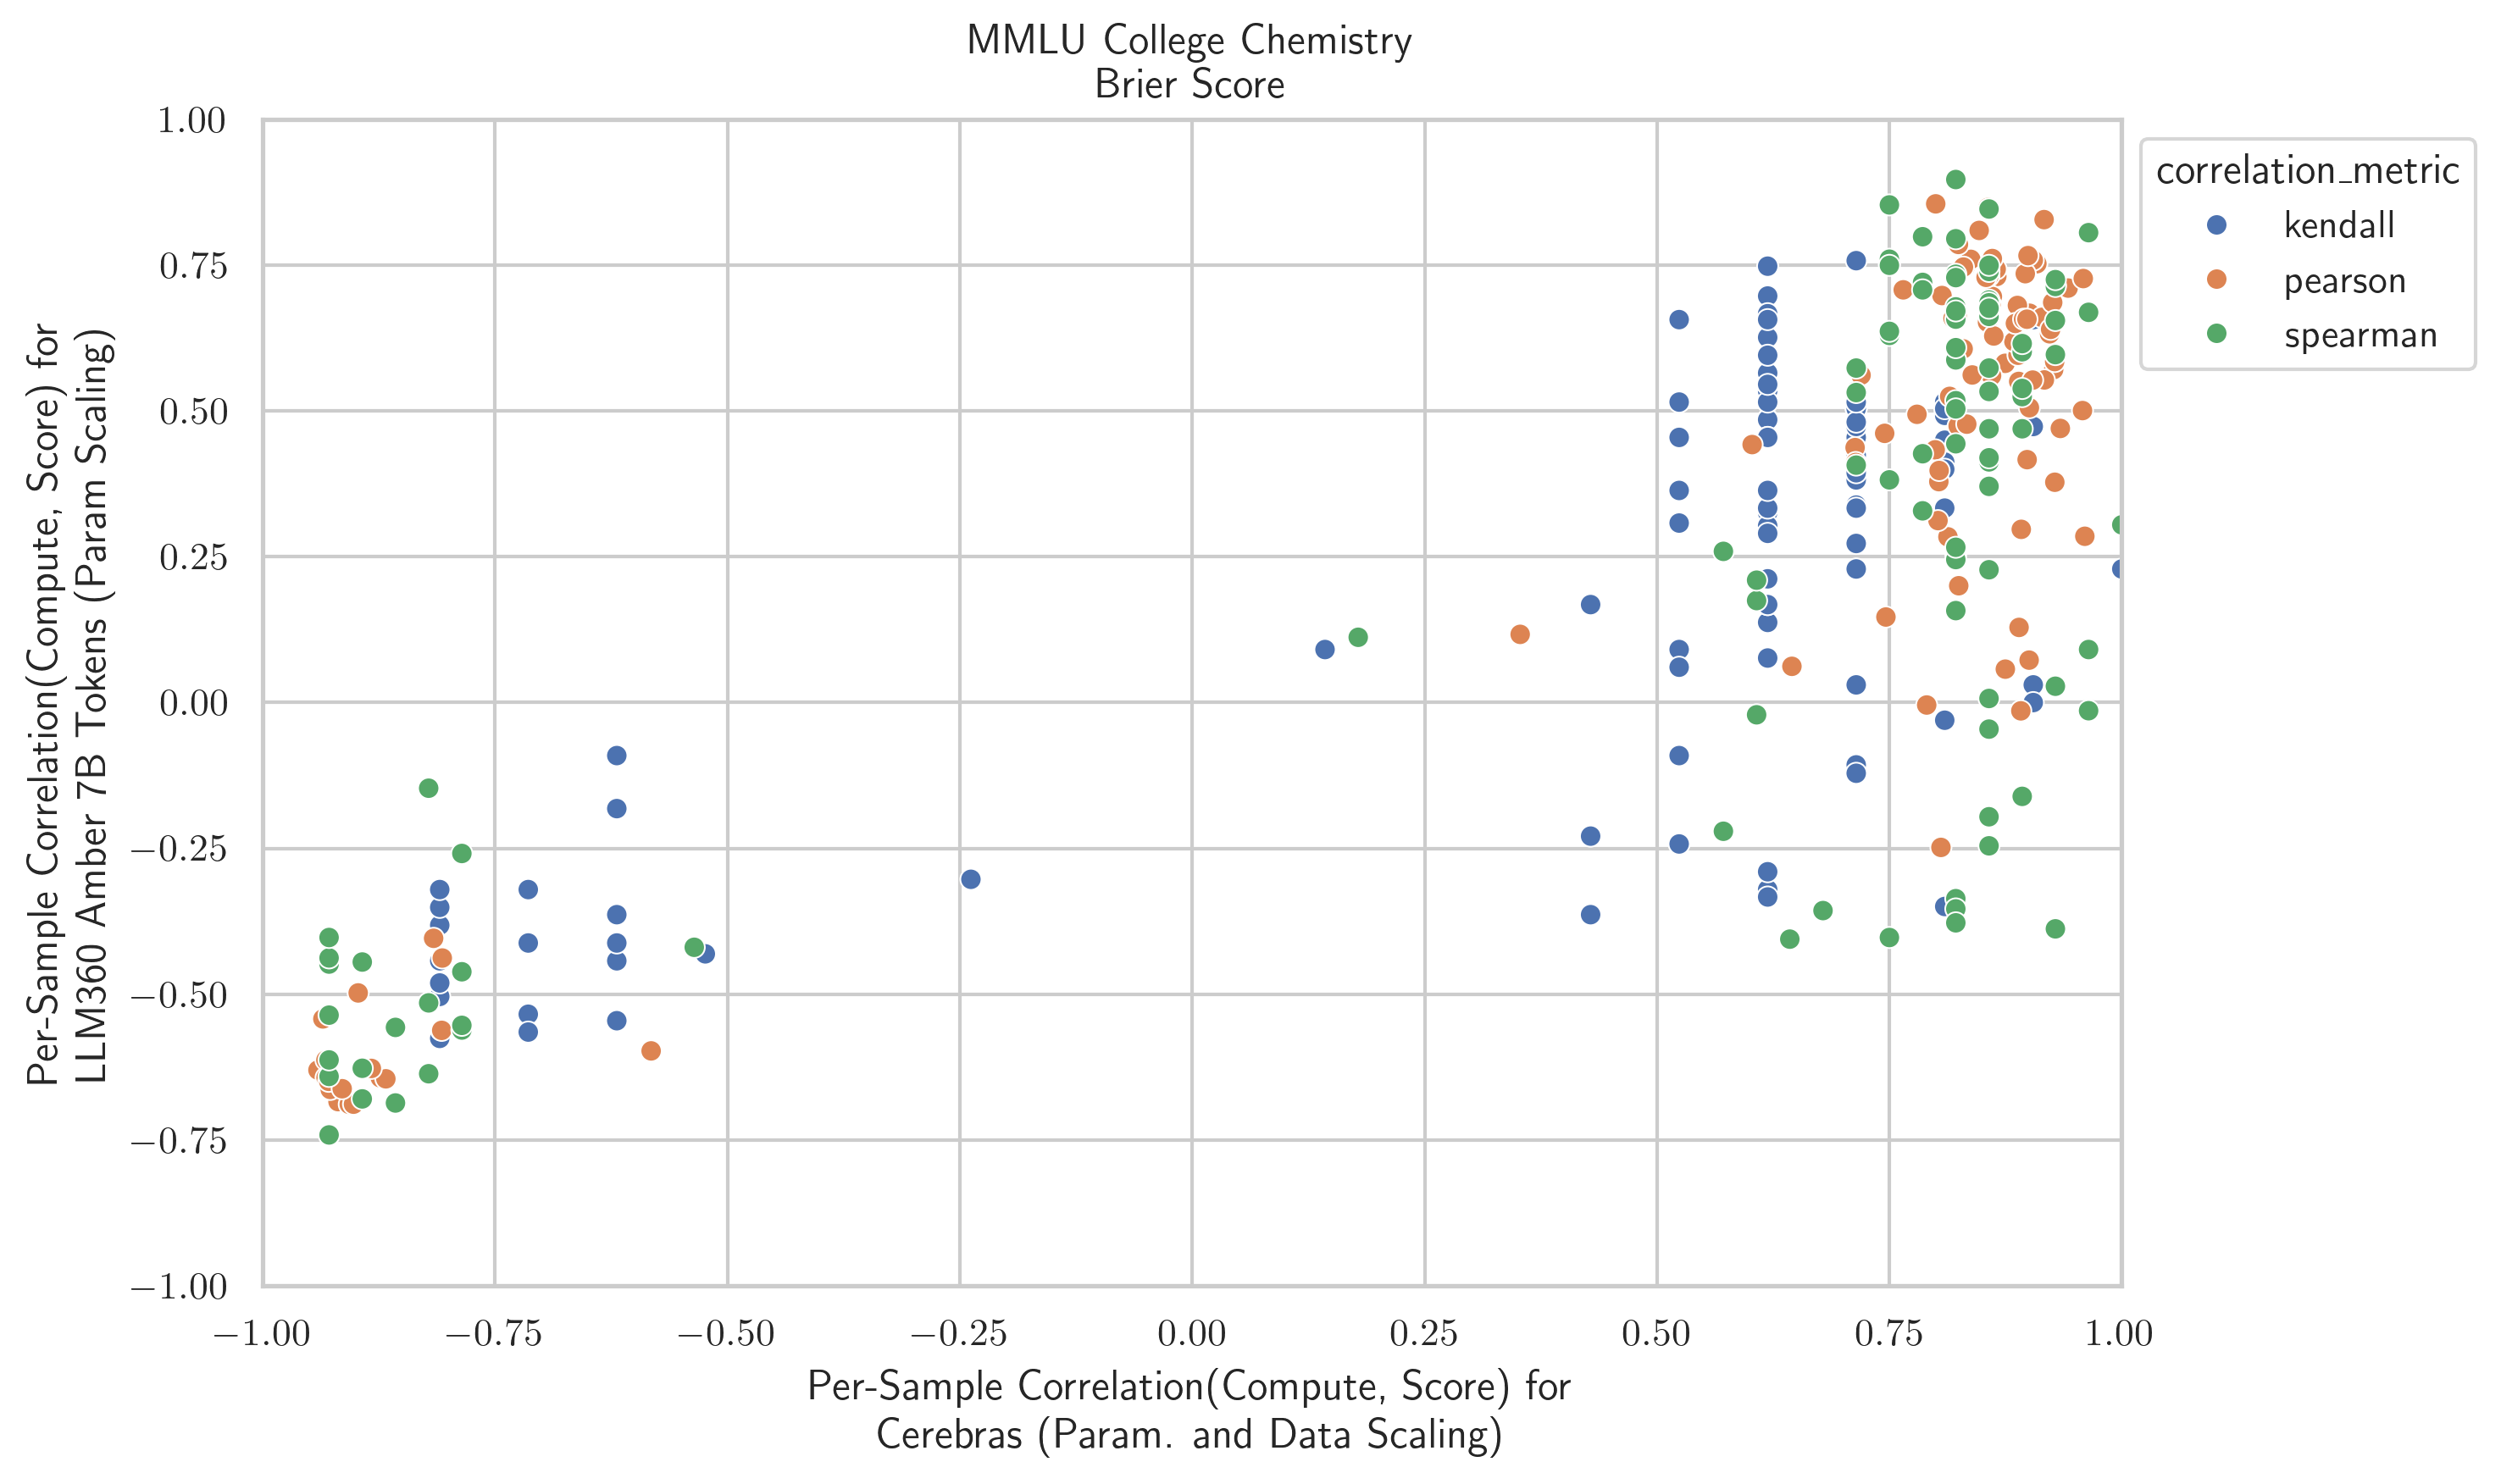 MMLU College Chemistry
Brier Score
Per-Sample Correlation(Compute, Score) for
LLM360 Amber 7B Tokens (Param Scaling)
1.00
0.75
0.50
0.25
0.00
−0.25
−0.50
−0.75
−1.00
−1.00 −0.75 −0.50 −0.25 0.00 0.25 0.50 0.75 1.00
Per-Sample Correlation(Compute, Score) for
Cerebras (Param. and Data Scaling)
correlation_metric
kendall
pearson
spearman